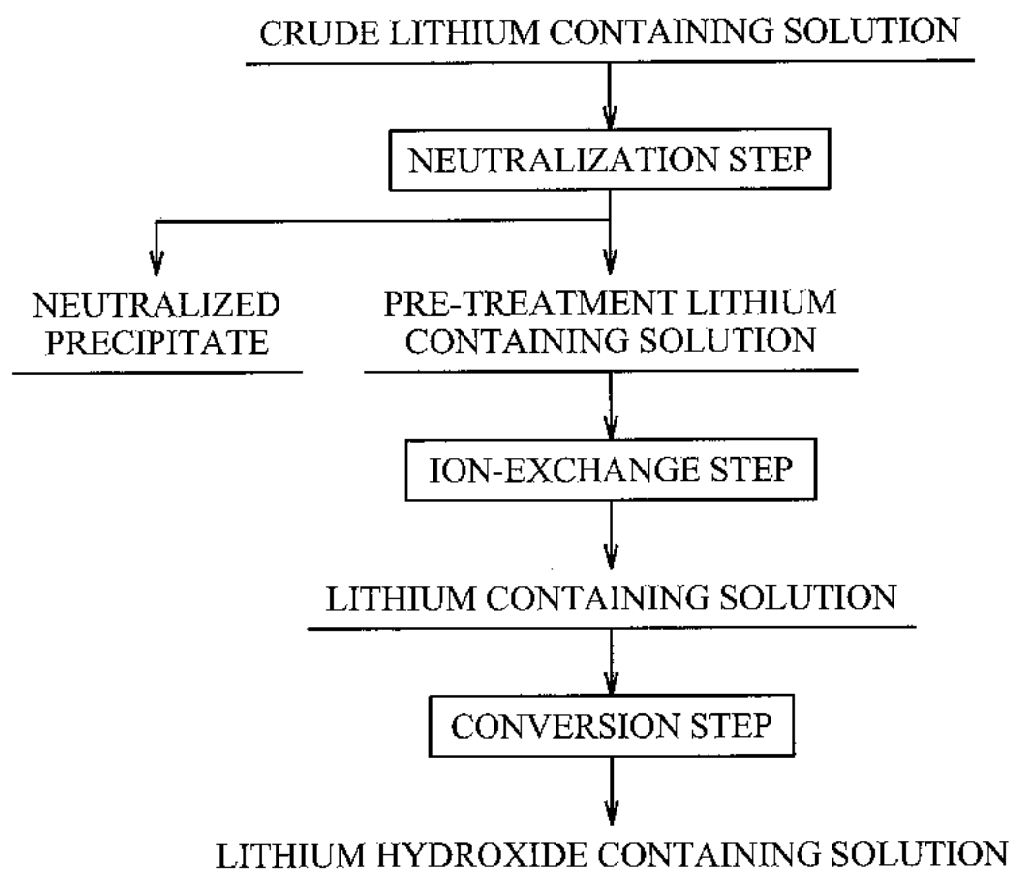 CRUDE LITHIUM CONTAINING SOLUTION
NEUTRALIZATION STEP
NEUTRALIZED
PRECIPITATE
PRE-TREATMENT LITHIUM
CONTAINING SOLUTION
ION-EXCHANGE STEP
LITHIUM CONTAINING SOLUTION
CONVERSION STEP
LITHIUM HYDROXIDE CONTAINING SOLUTION